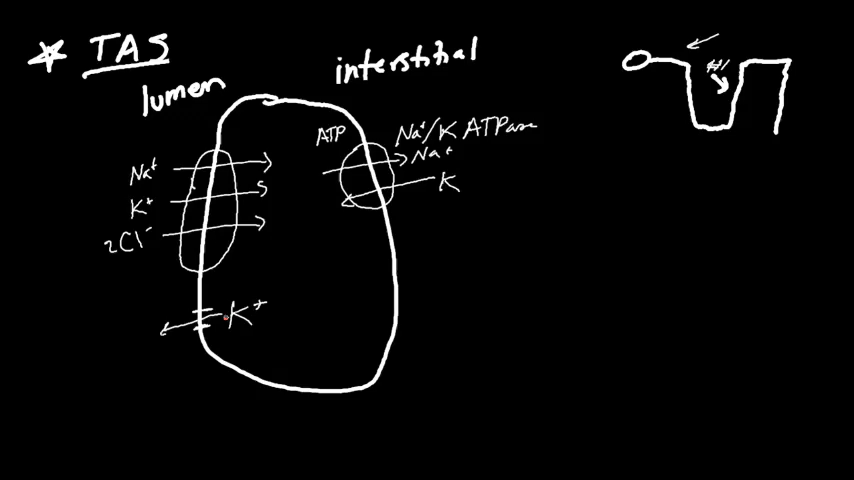 TAS
lumen
interstitial
ATP
Na⁺/K ATPase
Na⁺
K
Na⁺
K⁺
2Cl⁻
K⁺